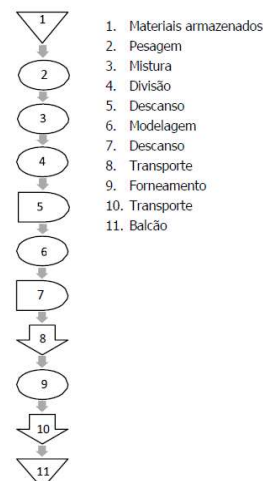 1
2
3
4
5
6
7
8
9
10
11
1. Materiais armazenados
2. Pesagem
3. Mistura
4. Divisão
5. Descanso
6. Modelagem
7. Descanso
8. Transporte
9. Forneamento
10. Transporte
11. Balcão